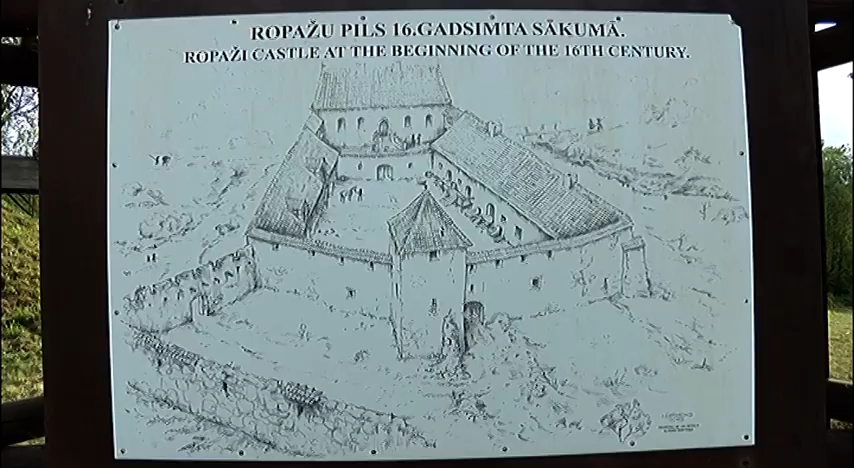 ROPAŽU PILS 16.GADSIMTA SĀKUMĀ.
ROPAŽI CASTLE AT THE BEGINNING OF THE 16TH CENTURY.